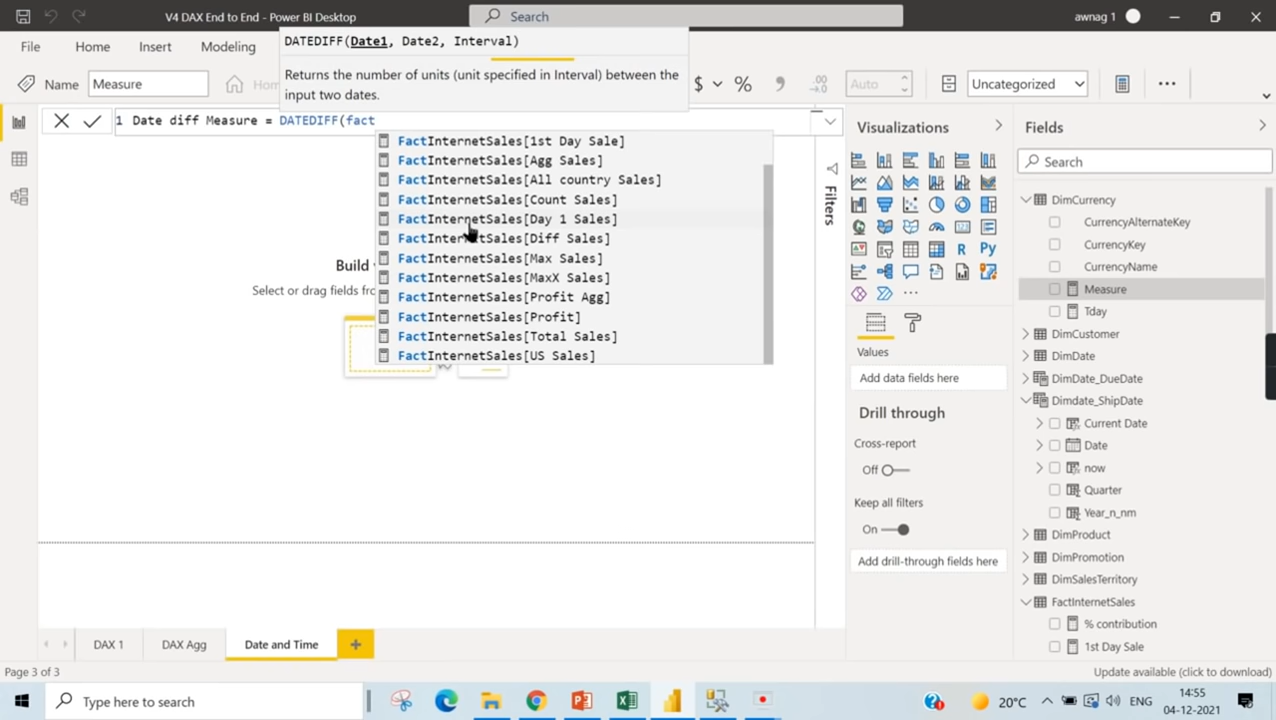 V4 DAX End to End - Power BI Desktop
Search
awnag 1
File
Home
Insert
Modeling
DATEDIFF(Date1, Date2, Interval)
Returns the number of units (unit specified in Interval) between the
input two dates.
Name
Measure
$
%
Auto
Uncategorized
1 Date diff Measure = DATEDIFF(fact
FactInternetSales[1st Day Sale]
FactInternetSales[Agg Sales]
FactInternetSales[All country Sales]
FactInternetSales[Count Sales]
FactInternetSales[Day 1 Sales]
FactInternetSales[Diff Sales]
FactInternetSales[Max Sales]
FactInternetSales[MaxX Sales]
FactInternetSales[Profit Agg]
FactInternetSales[Profit]
FactInternetSales[Total Sales]
FactInternetSales[US Sales]
Build
Select or drag fields
Filters
Visualizations
R
Py
Values
Add data fields here
Drill through
Cross-report
Off
Keep all filters
On
Add drill-through fields here
Fields
Search
DimCurrency
CurrencyAlternateKey
CurrencyKey
CurrencyName
Measure
Tday
DimCustomer
DimDate
DimDate_DueDate
Dimdate_ShipDate
Current Date
Date
now
Quarter
Year_n_nm
DimProduct
DimPromotion
DimSalesTerritory
FactInternetSales
% contribution
1st Day Sale
DAX 1
DAX Agg
Date and Time
Page 3 of 3
Update available (click to download)
Type here to search
20°C
ENG
14:55
04-12-2021